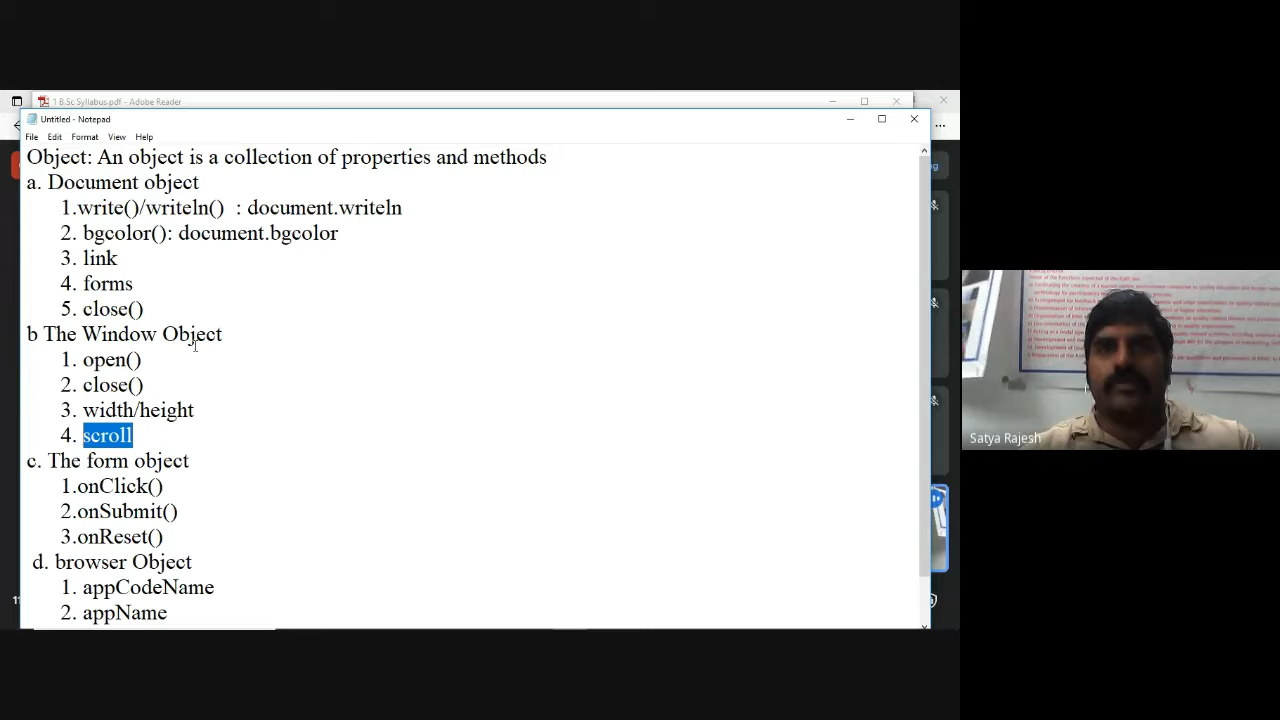 1 B.Sc Syllabus.pdf - Adobe Reader
Untitled - Notepad
File Edit Format View Help
Object: An object is a collection of properties and methods
a. Document object
1.write()/writeln() : document.writeln
2. bgcolor(): document.bgcolor
3. link
4. forms
5. close()
b The Window Object
1. open()
2. close()
3. width/height
4. scroll
c. The form object
1.onClick()
2.onSubmit()
3.onReset()
d. browser Object
1. appCodeName
2. appName
Satya Rajesh